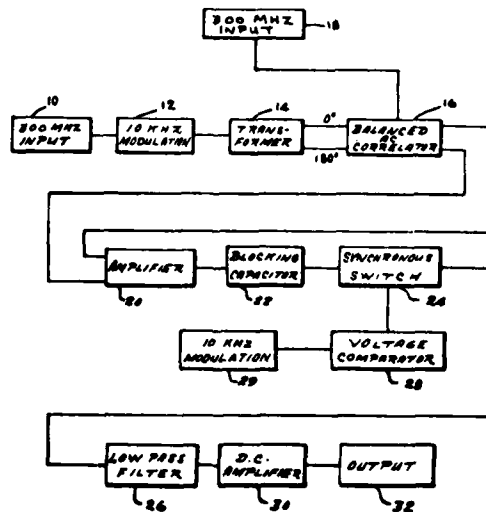 300 MHZ
INPUT
18
10
12
14
16
300 MHZ
INPUT
10 KHZ
MODULATION
TRANS-
FORMER
0°
180°
BALANCED
AC
CORRELATOR
AMPLIFIER
20
BLOCKING
CAPACITOR
22
SYNCHRONOUS
SWITCH
24
10 KHZ
MODULATION
29
VOLTAGE
COMPARATOR
28
LOW PASS
FILTER
26
D.C.
AMPLIFIER
30
OUTPUT
32